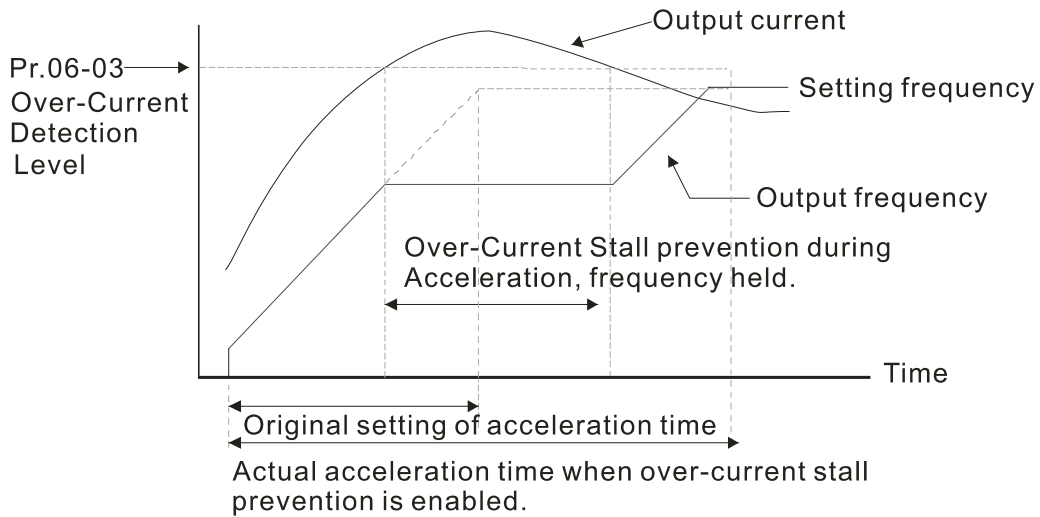 Output current
Pr.06-03
Over-Current
Detection
Level
Setting frequency
Output frequency
Over-Current Stall prevention during
Acceleration, frequency held.
Time
Original setting of acceleration time
Actual acceleration time when over-current stall
prevention is enabled.